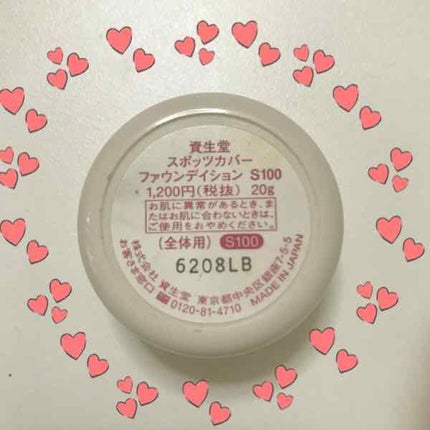 資生堂
スポッツカバー
ファウンデイション S100
1,200円(税抜) 20g
お肌に異常があるとき、ま
たはお肌に合わないときは、
ご使用をおやめください。
(全体用) S100
6208LB
株式会社 資生堂 東京都中央区銀座7-5-5
お客さま窓口 0120-81-4710 MADE IN JAPAN